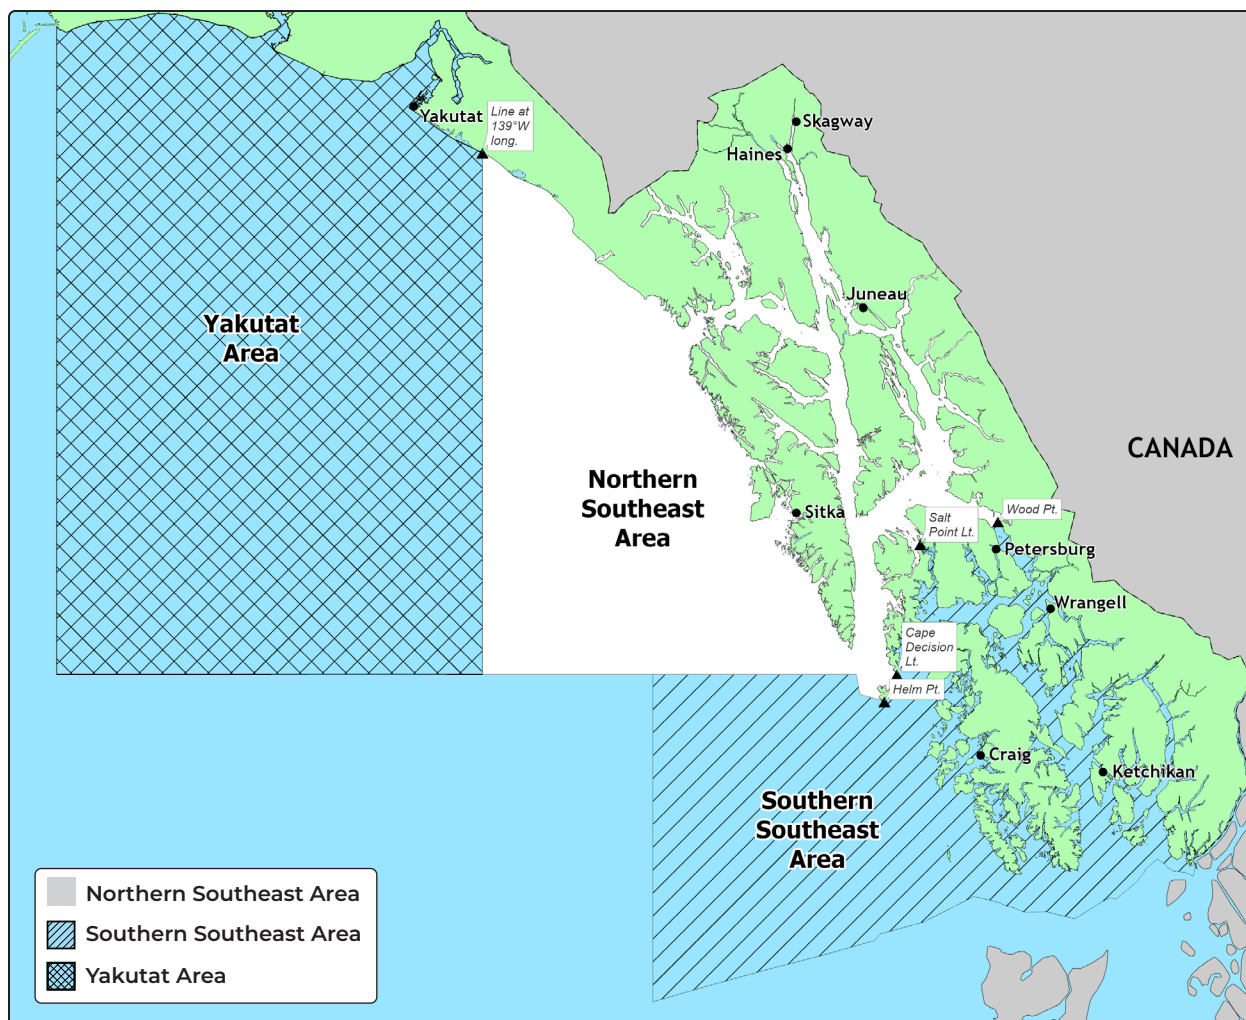 Yakutat
Line at
139°W
long.
Skagway
Haines
Juneau
Yakutat
Area
CANADA
Northern
Southeast
Area
Sitka
Salt
Point Lt.
Wood Pt.
Petersburg
Wrangell
Cape
Decision
Lt.
Helm Pt.
Craig
Ketchikan
Southern
Southeast
Area
Northern Southeast Area
Southern Southeast Area
Yakutat Area